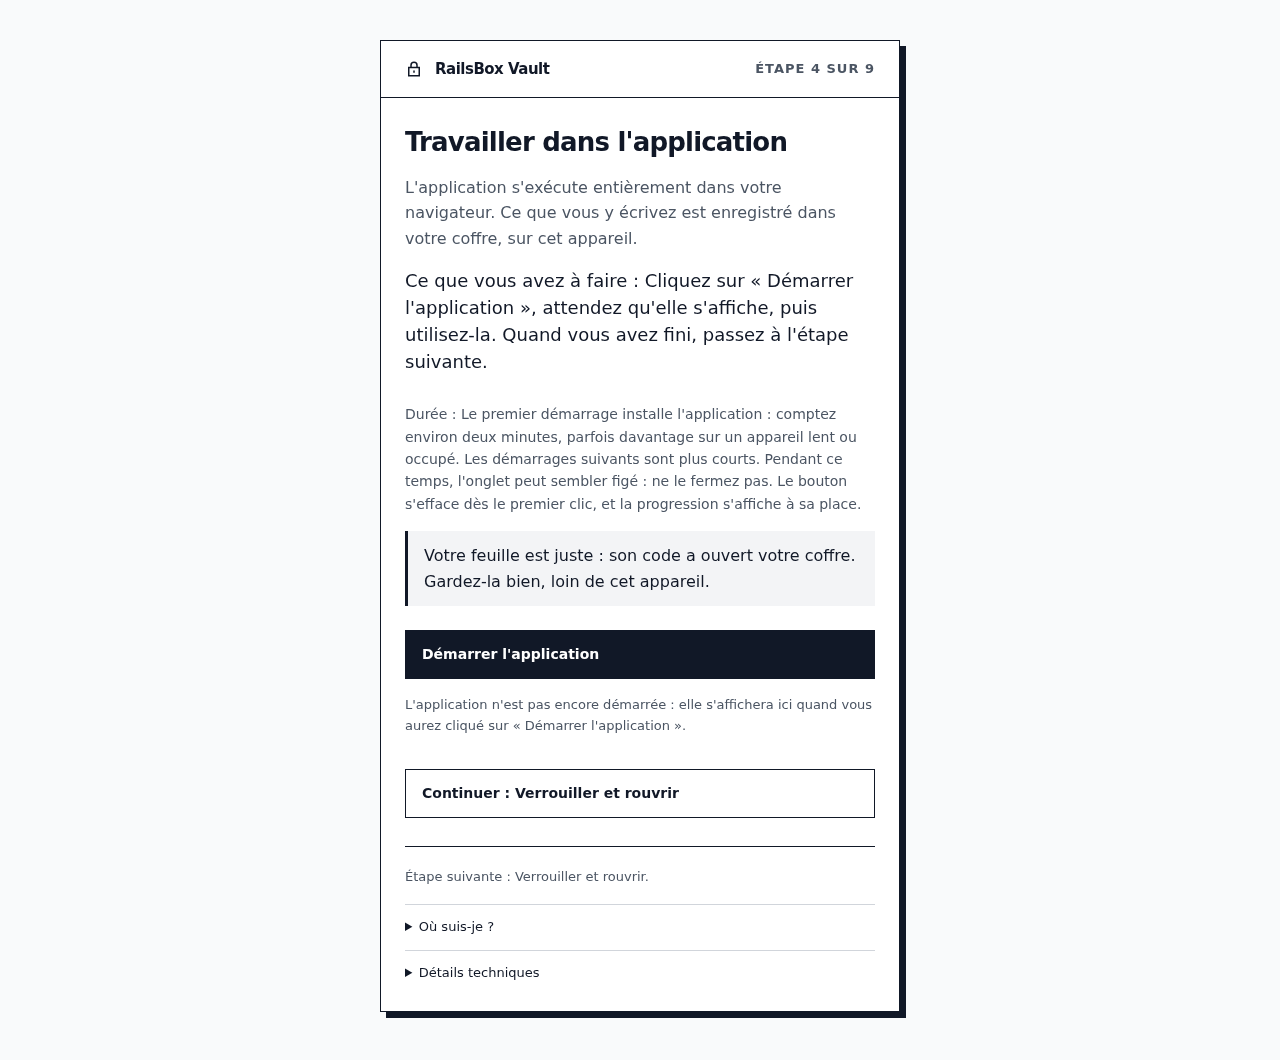 RailsBox Vault
ÉTAPE 4 SUR 9
Travailler dans l'application
L'application s'exécute entièrement dans votre
navigateur. Ce que vous y écrivez est enregistré dans
votre coffre, sur cet appareil.
Ce que vous avez à faire : Cliquez sur « Démarrer
l'application », attendez qu'elle s'affiche, puis
utilisez-la. Quand vous avez fini, passez à l'étape
suivante.
Durée : Le premier démarrage installe l'application : comptez
environ deux minutes, parfois davantage sur un appareil lent ou
occupé. Les démarrages suivants sont plus courts. Pendant ce
temps, l'onglet peut sembler figé : ne le fermez pas. Le bouton
s'efface dès le premier clic, et la progression s'affiche à sa place.
Votre feuille est juste : son code a ouvert votre coffre.
Gardez-la bien, loin de cet appareil.
Démarrer l'application
L'application n'est pas encore démarrée : elle s'affichera ici quand vous
aurez cliqué sur « Démarrer l'application ».
Continuer : Verrouiller et rouvrir
Étape suivante : Verrouiller et rouvrir.
Où suis-je ?
Détails techniques